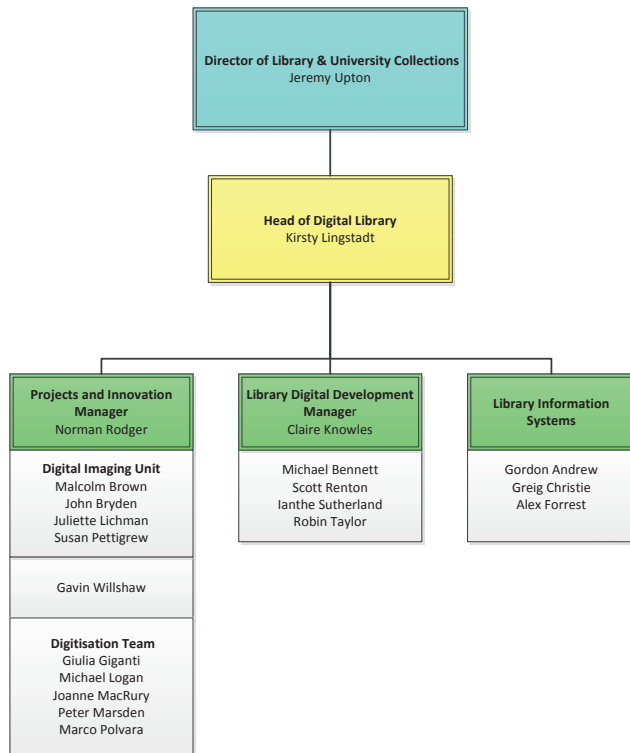 Director of Library & University Collections
Jeremy Upton
Head of Digital Library
Kirsty Lingstadt
Projects and Innovation
Manager
Norman Rodger
Digital Imaging Unit
Malcolm Brown
John Bryden
Juliette Lichman
Susan Pettigrew
Gavin Willshaw
Digitisation Team
Giulia Giganti
Michael Logan
Joanne MacRury
Peter Marsden
Marco Polvara
Library Digital Development
Manager
Claire Knowles
Michael Bennett
Scott Renton
Ianthe Sutherland
Robin Taylor
Library Information
Systems
Gordon Andrew
Greig Christie
Alex Forrest